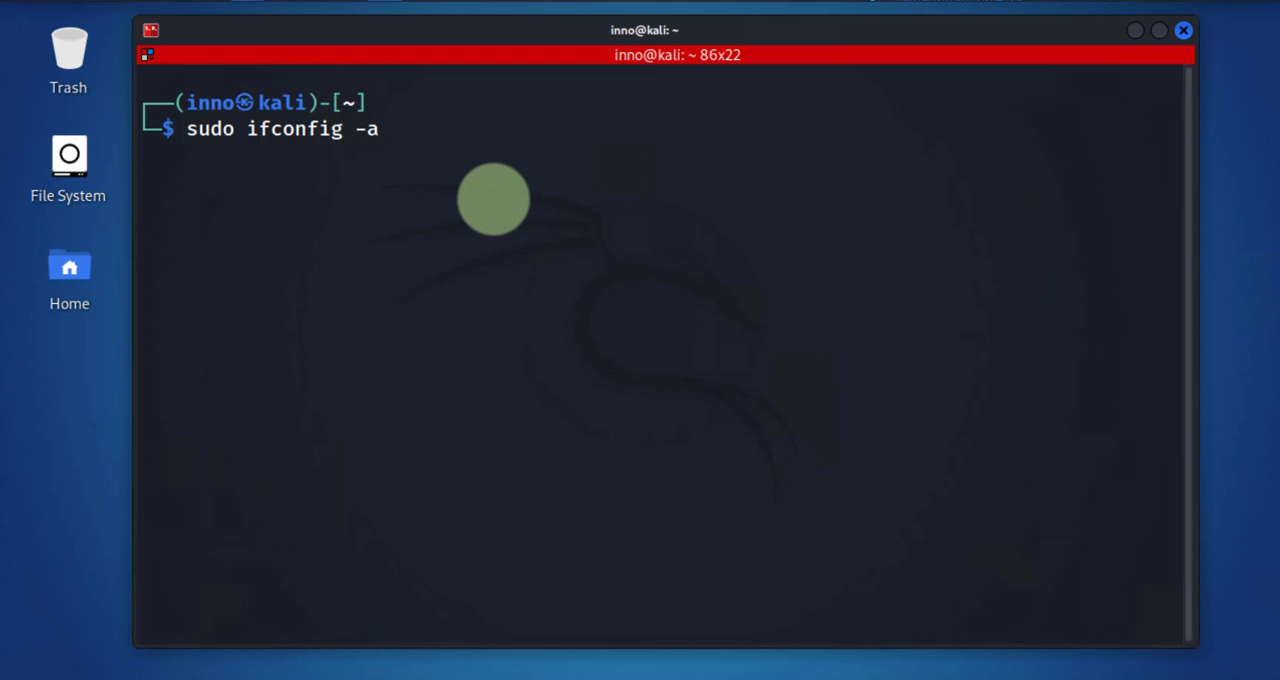 inno@kali: ~
inno@kali: ~ 86x22
Trash
File System
Home
┌──(inno㉿kali)-[~]
└─$ sudo ifconfig -a